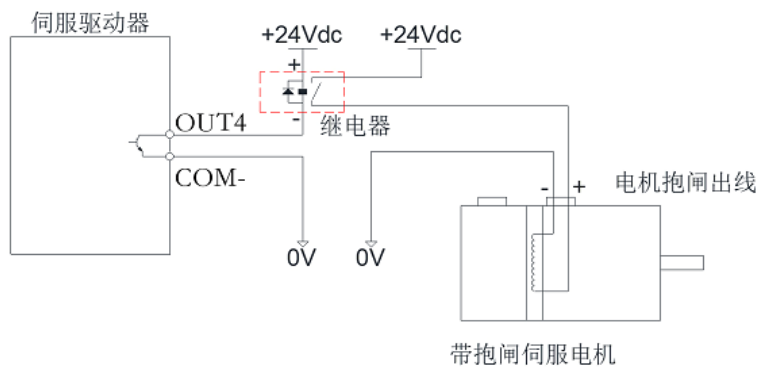 伺服驱动器
+24Vdc
+24Vdc
+
-
继电器
OUT4
COM-
0V
0V
-
+
电机抱闸出线
带抱闸伺服电机